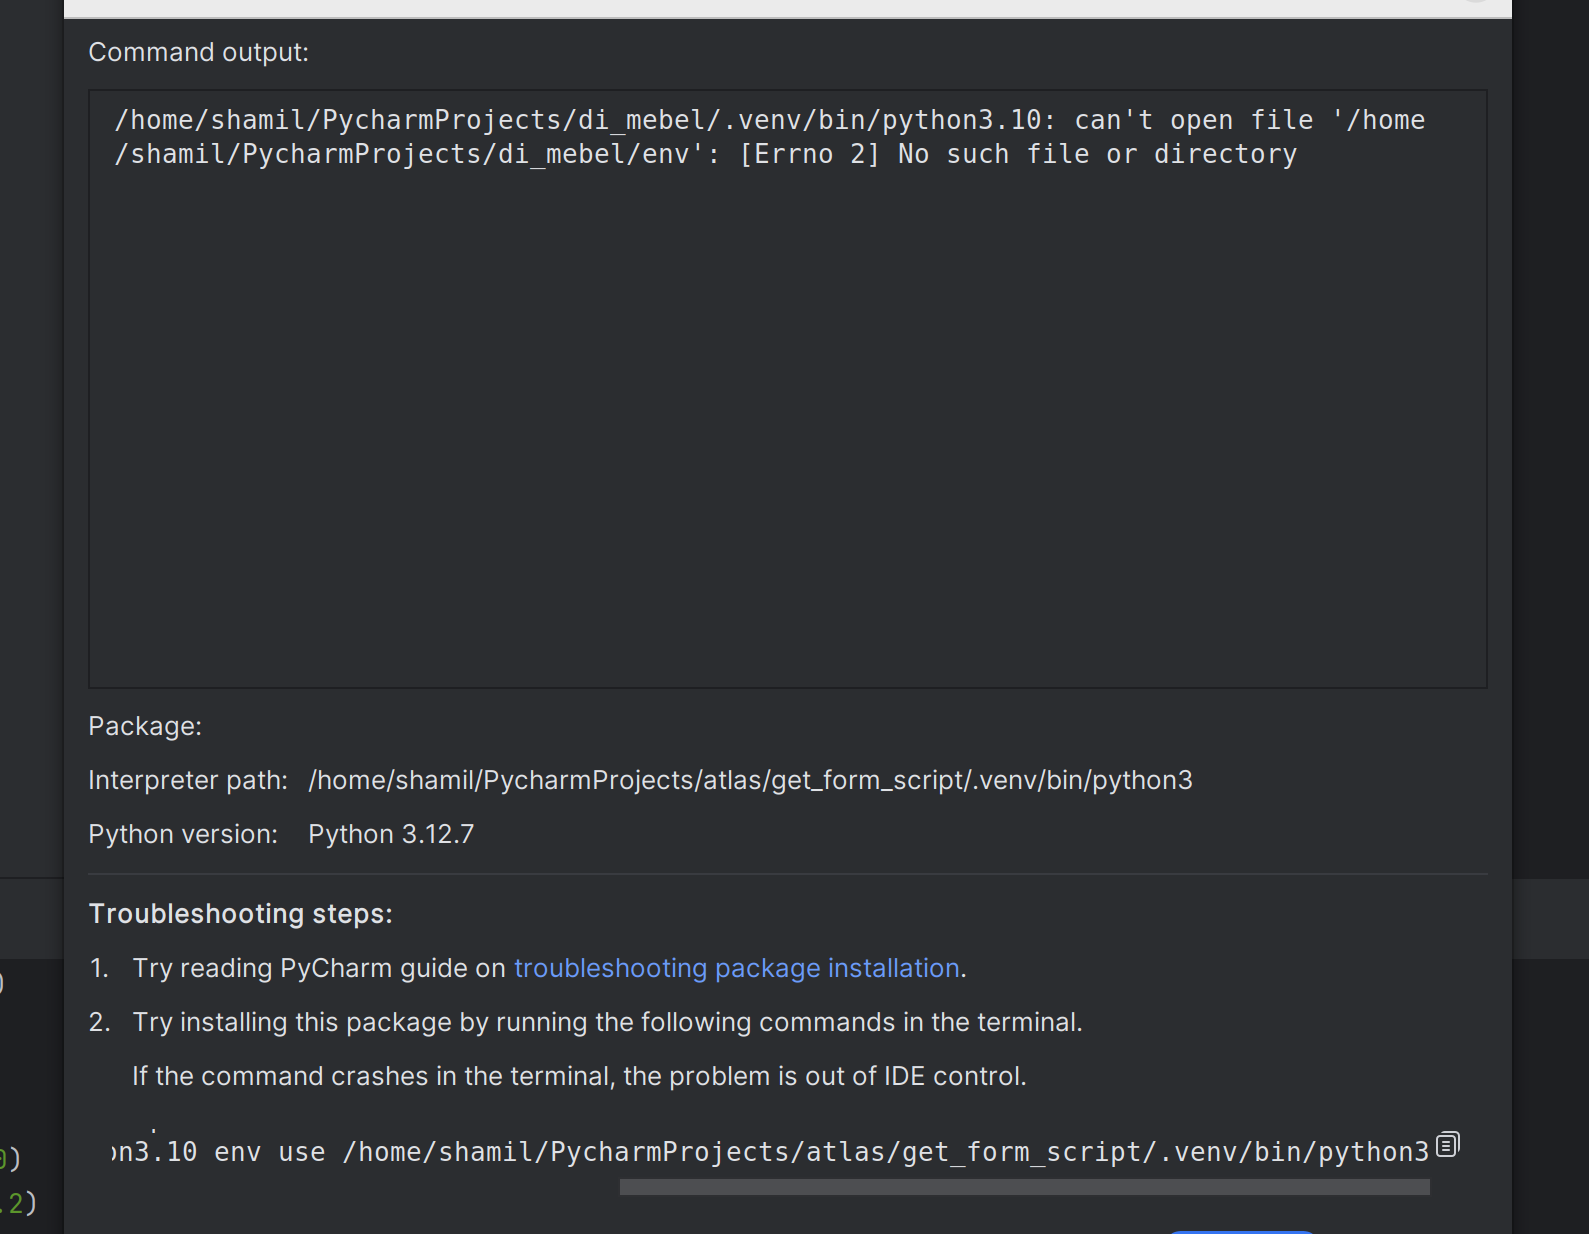 Command output:
/home/shamil/PycharmProjects/di_mebel/.venv/bin/python3.10: can't open file '/home
/shamil/PycharmProjects/di_mebel/env': [Errno 2] No such file or directory
Package:
Interpreter path: /home/shamil/PycharmProjects/atlas/get_form_script/.venv/bin/python3
Python version: Python 3.12.7
Troubleshooting steps:
1. Try reading PyCharm guide on troubleshooting package installation.
2. Try installing this package by running the following commands in the terminal.
If the command crashes in the terminal, the problem is out of IDE control.
n3.10 env use /home/shamil/PycharmProjects/atlas/get_form_script/.venv/bin/python3
)
0)
.2)